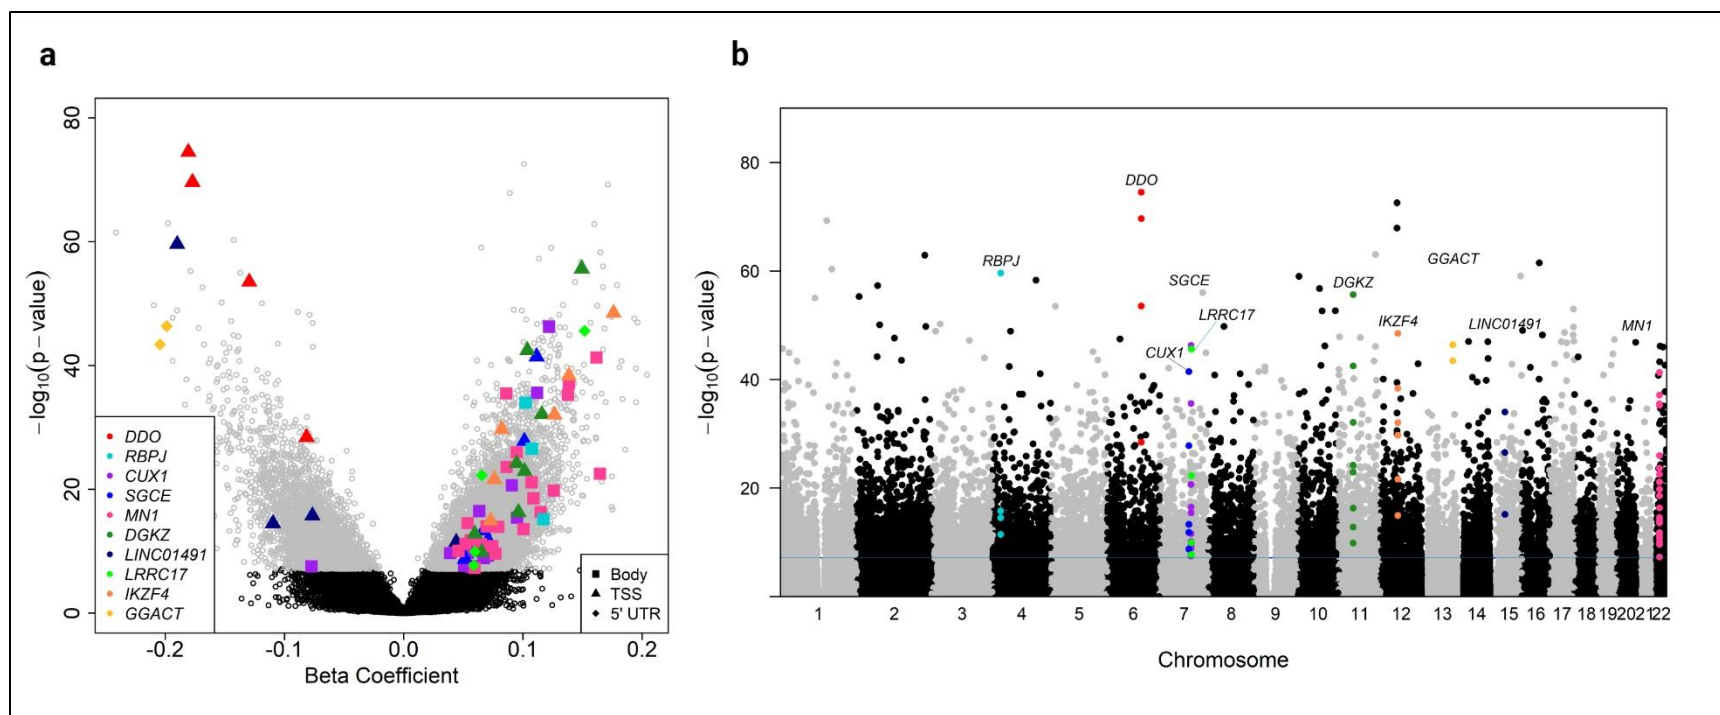 a
b
80
60
40
20
0
−log10(p − value)
DDO
RBPJ
CUX1
SGCE
MN1
DGKZ
LINC01491
LRRC17
IKZF4
GGACT
Body
TSS
5' UTR
-0.2 -0.1 0.0 0.1 0.2
Beta Coefficient
80
60
40
20
−log10(p − value)
DDO
RBPJ
GGACT
SGCE
DGKZ
LRRC17
IKZF4
LINC01491
MN1
CUX1
1 2 3 4 5 6 7 8 9 10 11 12 13 14 15 16 17 18 19 20 21 22
Chromosome